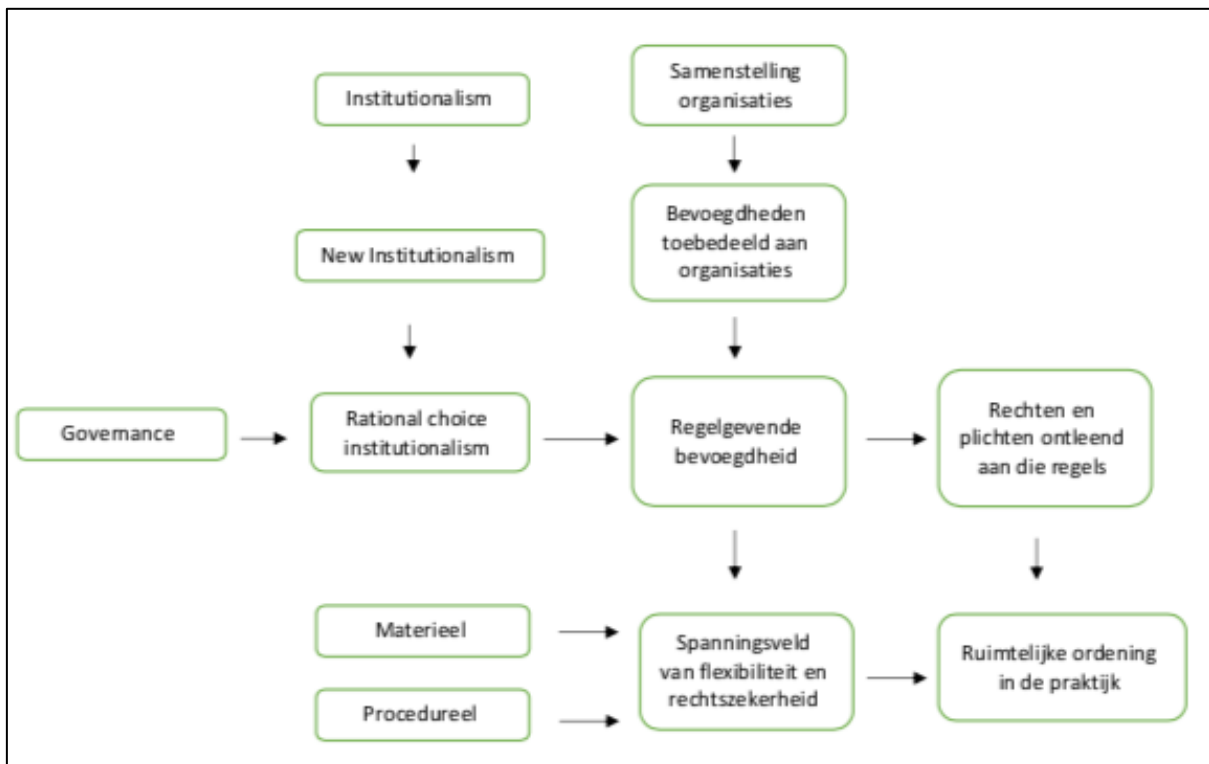 Institutionalism
Samenstelling
organisaties
New Institutionalism
Bevoegdheden
toebedeeld aan
organisaties
Governance
Rational choice
institutionalism
Regelgevende
bevoegdheid
Rechten en
plichten ontleend
aan die regels
Materieel
Procedureel
Spanningsveld
van flexibiliteit en
rechtszekerheid
Ruimtelijke ordening
in de praktijk